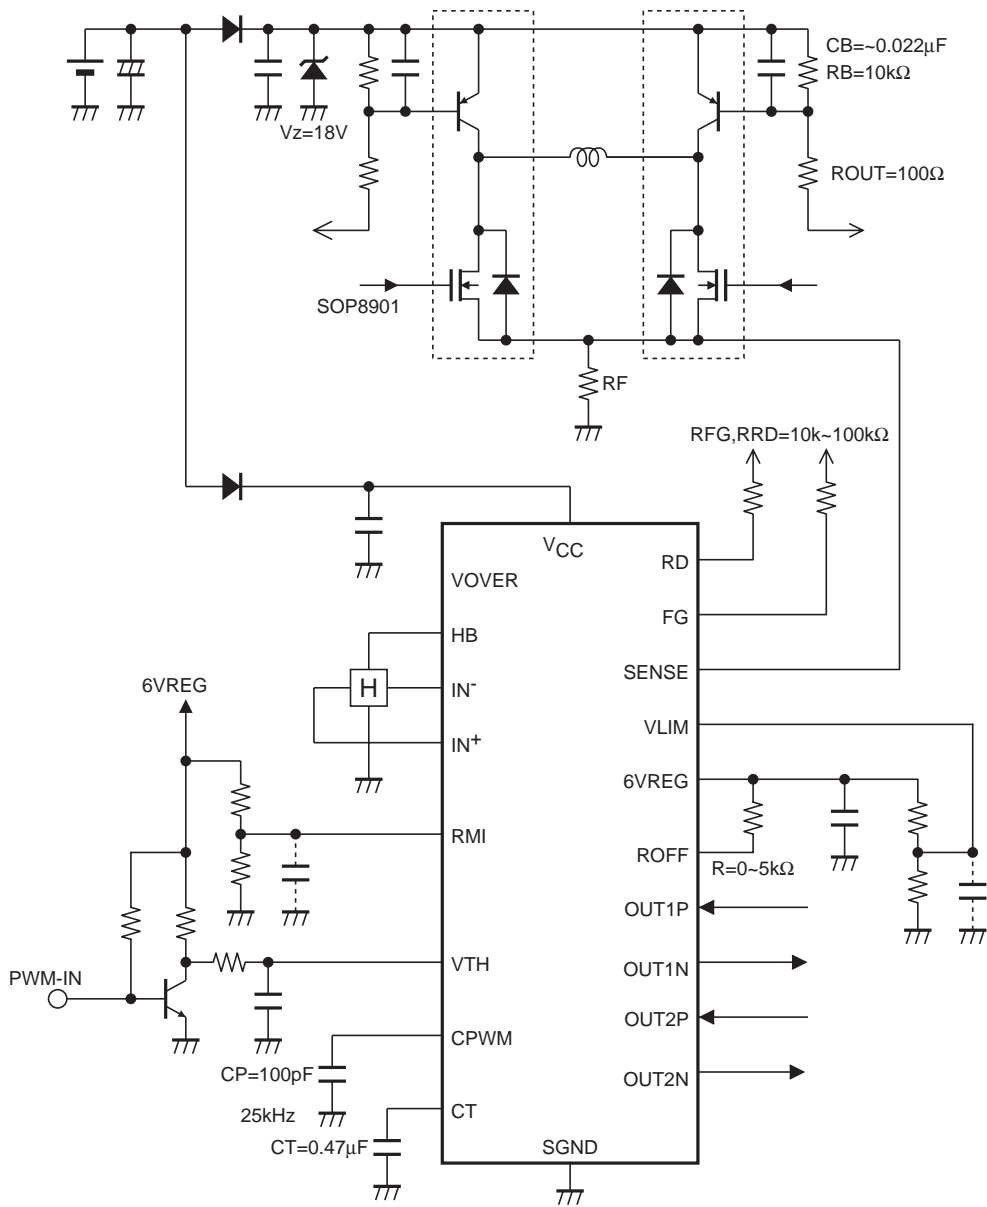 CB=~0.022μF
RB=10kΩ
Vz=18V
ROUT=100Ω
SOP8901
RF
RFG,RRD=10k~100kΩ
VCC
RD
VOVER
FG
HB
SENSE
H
IN-
6VREG
VLIM
IN+
6VREG
RMI
ROFF
R=0~5kΩ
OUT1P
VTH
OUT1N
PWM-IN
OUT2P
CPWM
CP=100pF
OUT2N
25kHz
CT
CT=0.47μF
SGND